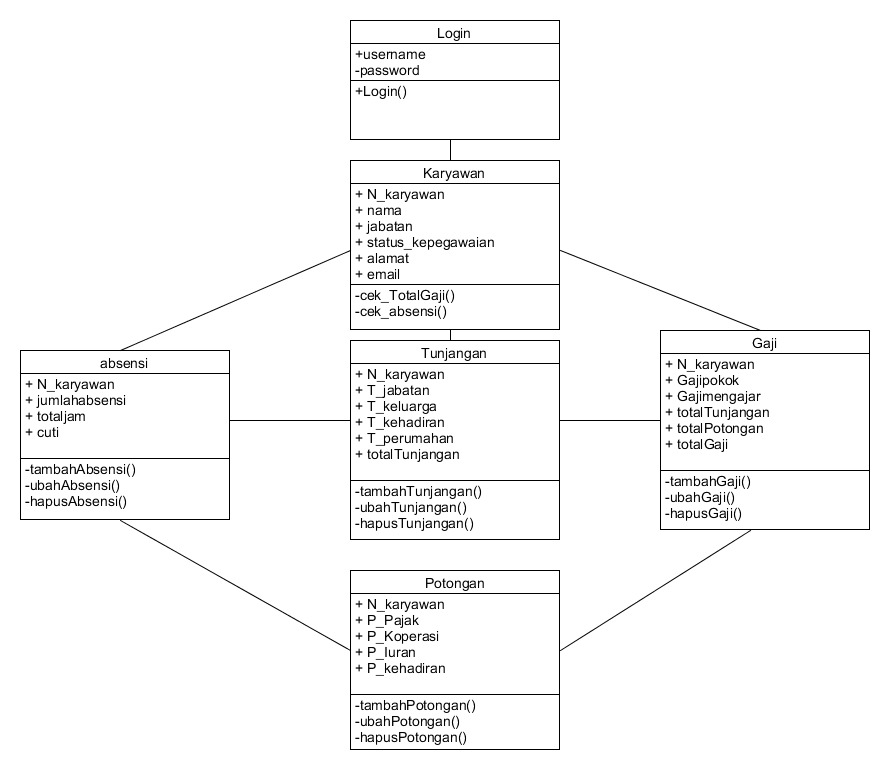 Login
+username
-password
+Login()
Karyawan
+ N_karyawan
+ nama
+ jabatan
+ status_kepegawaian
+ alamat
+ email
-cek_TotalGaji()
-cek_absensi()
absensi
+ N_karyawan
+ jumlahabsensi
+ totaljam
+ cuti
-tambahAbsensi()
-ubahAbsensi()
-hapusAbsensi()
Tunjangan
+ N_karyawan
+ T_jabatan
+ T_keluarga
+ T_kehadiran
+ T_perumahan
+ totalTunjangan
-tambahTunjangan()
-ubahTunjangan()
-hapusTunjangan()
Gaji
+ N_karyawan
+ Gajipokok
+ Gajimengajar
+ totalTunjangan
+ totalPotongan
+ totalGaji
-tambahGaji()
-ubahGaji()
-hapusGaji()
Potongan
+ N_karyawan
+ P_Pajak
+ P_Koperasi
+ P_Iuran
+ P_kehadiran
-tambahPotongan()
-ubahPotongan()
-hapusPotongan()